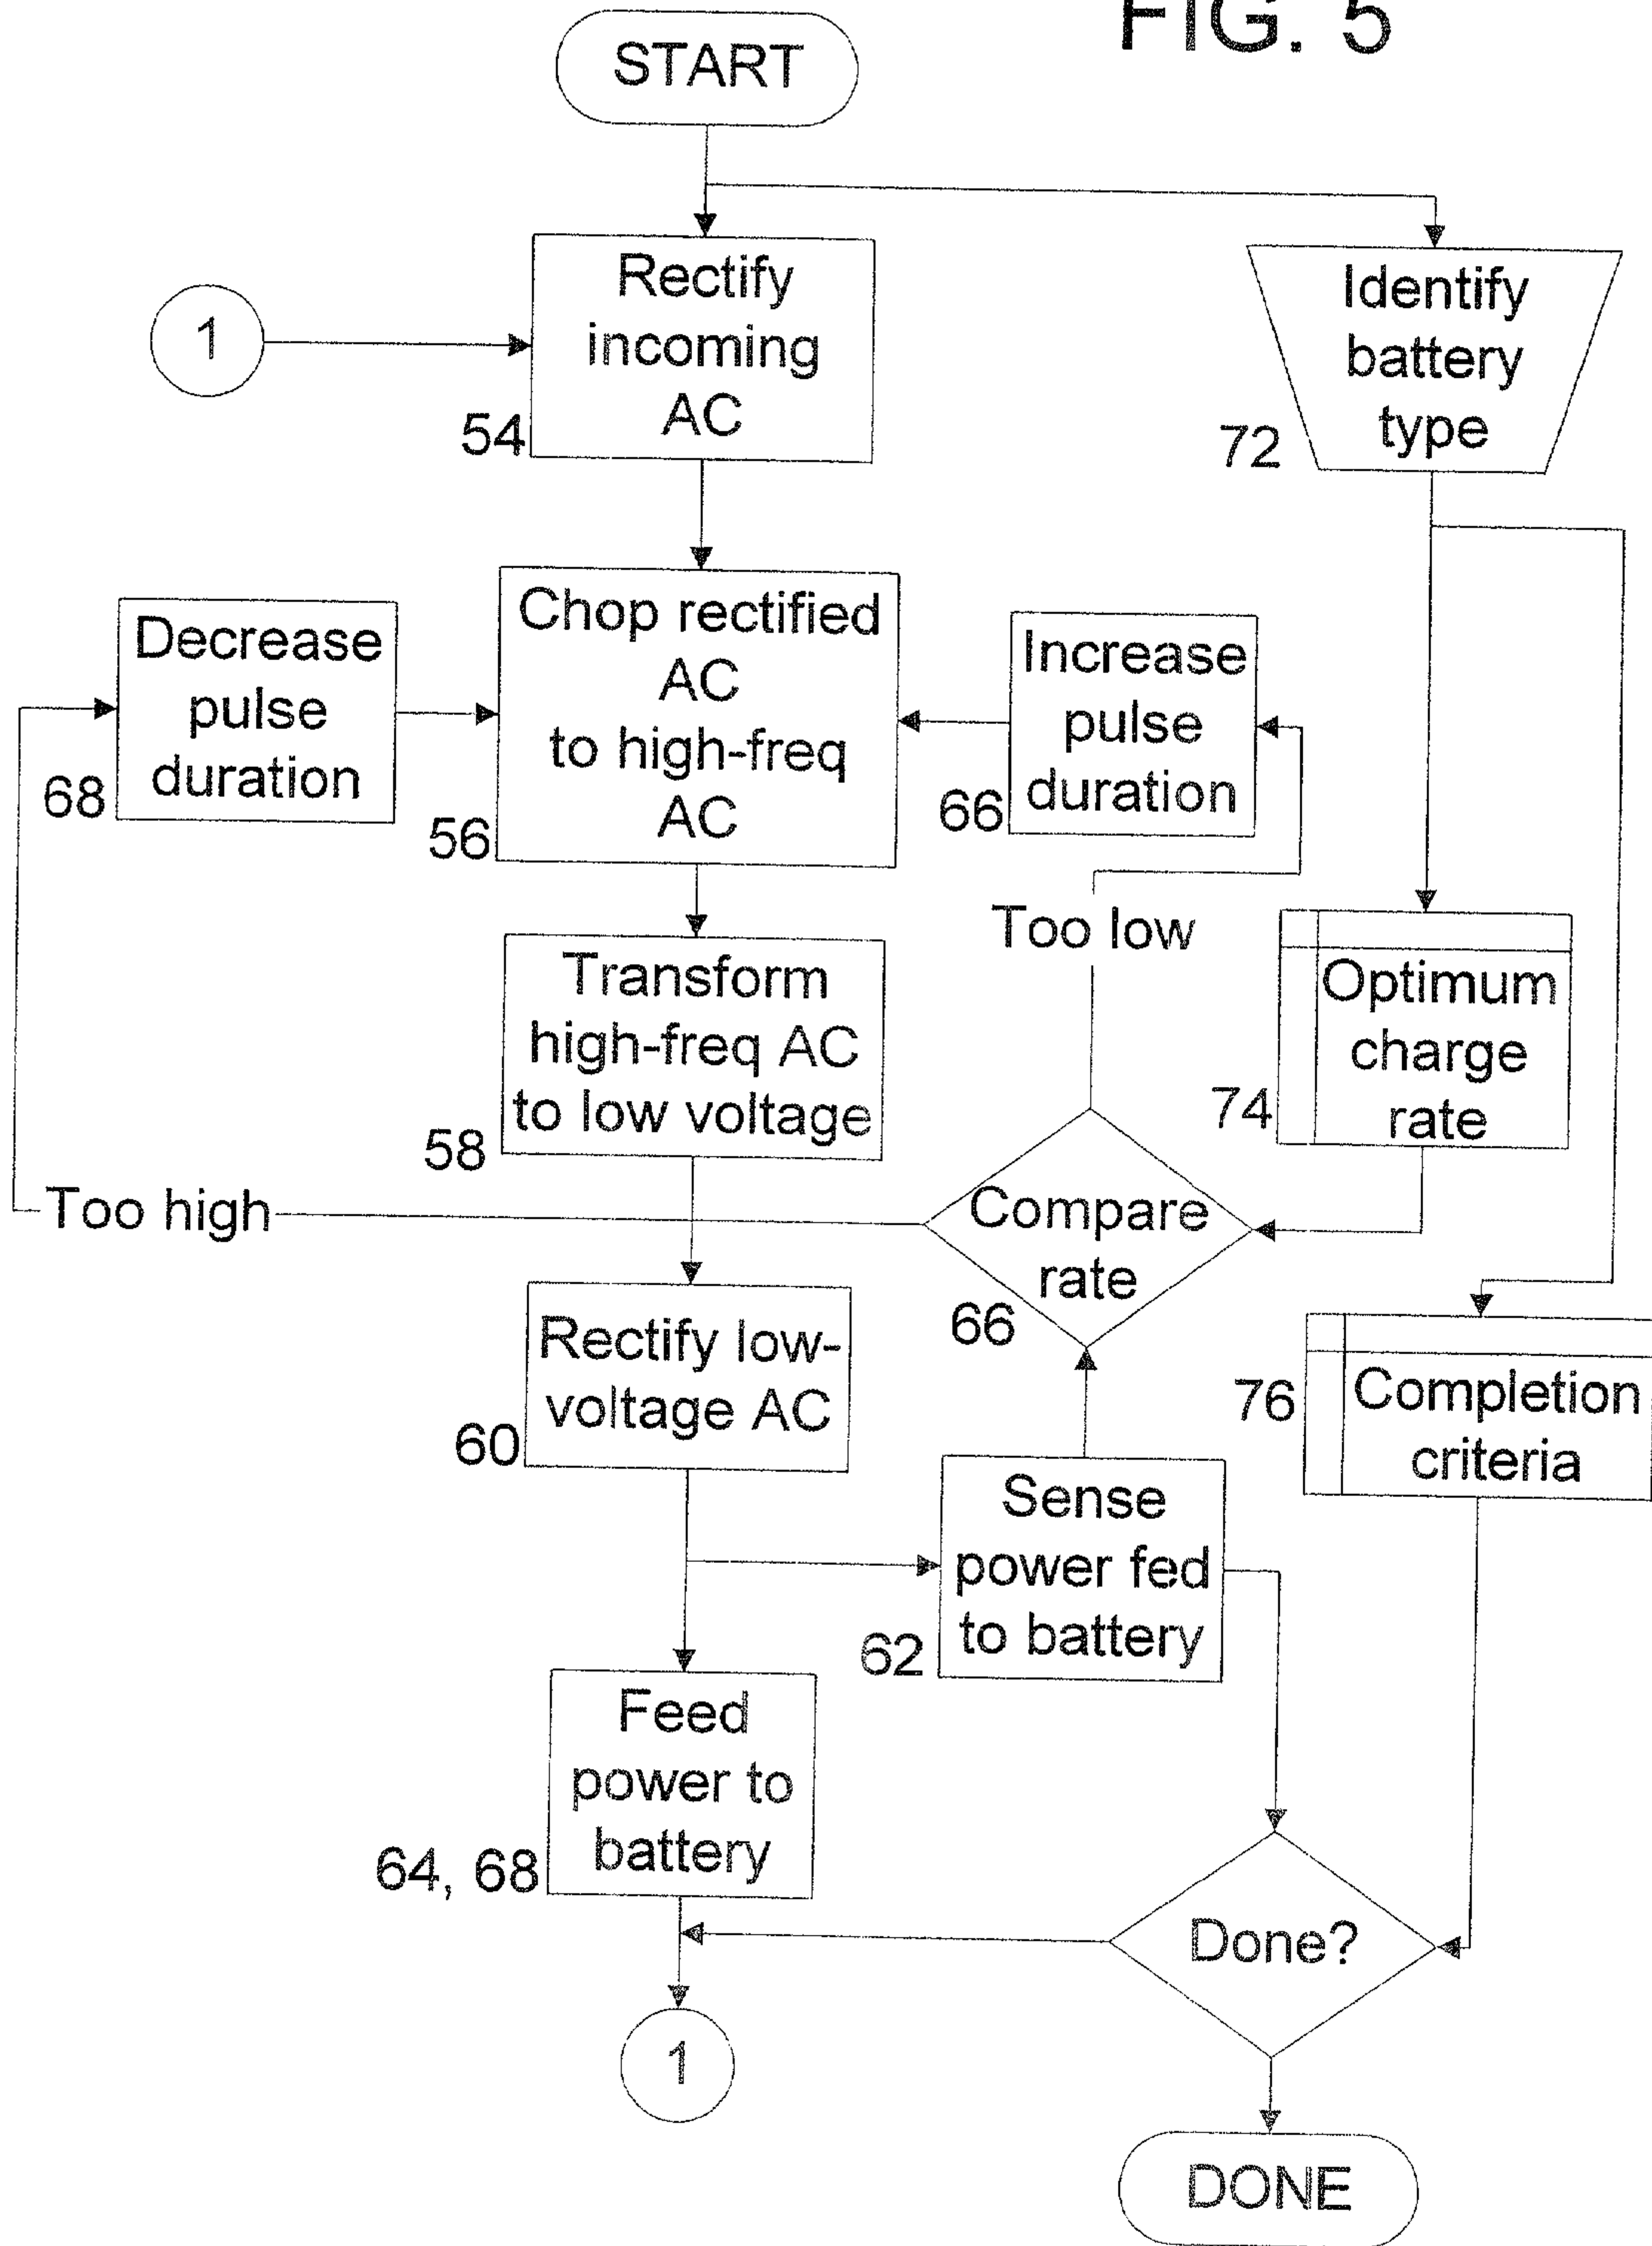 FIG. 5
START
1
Rectify
incoming
AC
54
Identify
battery
type
72
Decrease
pulse
duration
68
Chop rectified
AC
to high-freq
AC
56
Increase
pulse
duration
66
Too low
Transform
high-freq AC
to low voltage
58
Optimum
charge
rate
74
Too high
Compare
rate
66
Rectify low-
voltage AC
60
Completion
criteria
76
Sense
power fed
to battery
62
Feed
power to
battery
64, 68
Done?
1
DONE